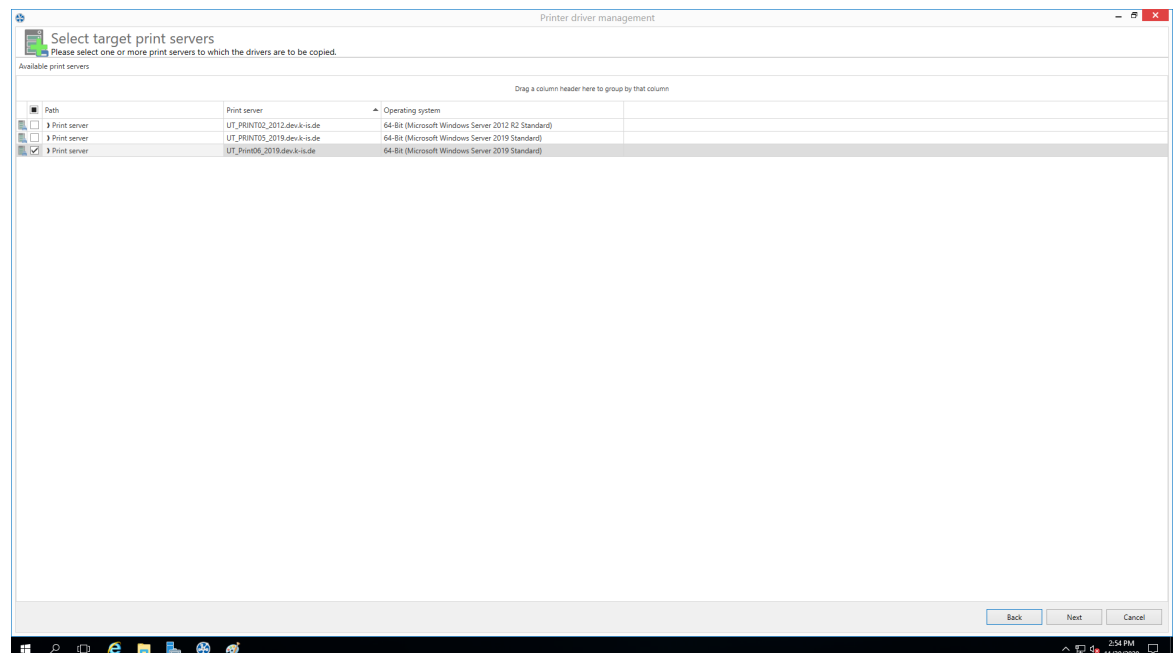 Printer driver management
Select target print servers
Please select one or more print servers to which the drivers are to be copied.
Available print servers
Drag a column header here to group by that column
Path Print server Operating system
Print server UT_PRINT02_2012.dev.k-is.de 64-Bit (Microsoft Windows Server 2012 R2 Standard)
Print server UT_PRINT05_2019.dev.k-is.de 64-Bit (Microsoft Windows Server 2019 Standard)
Print server UT_Print06_2019.dev.k-is.de 64-Bit (Microsoft Windows Server 2019 Standard)
Back Next Cancel
2:54 PM